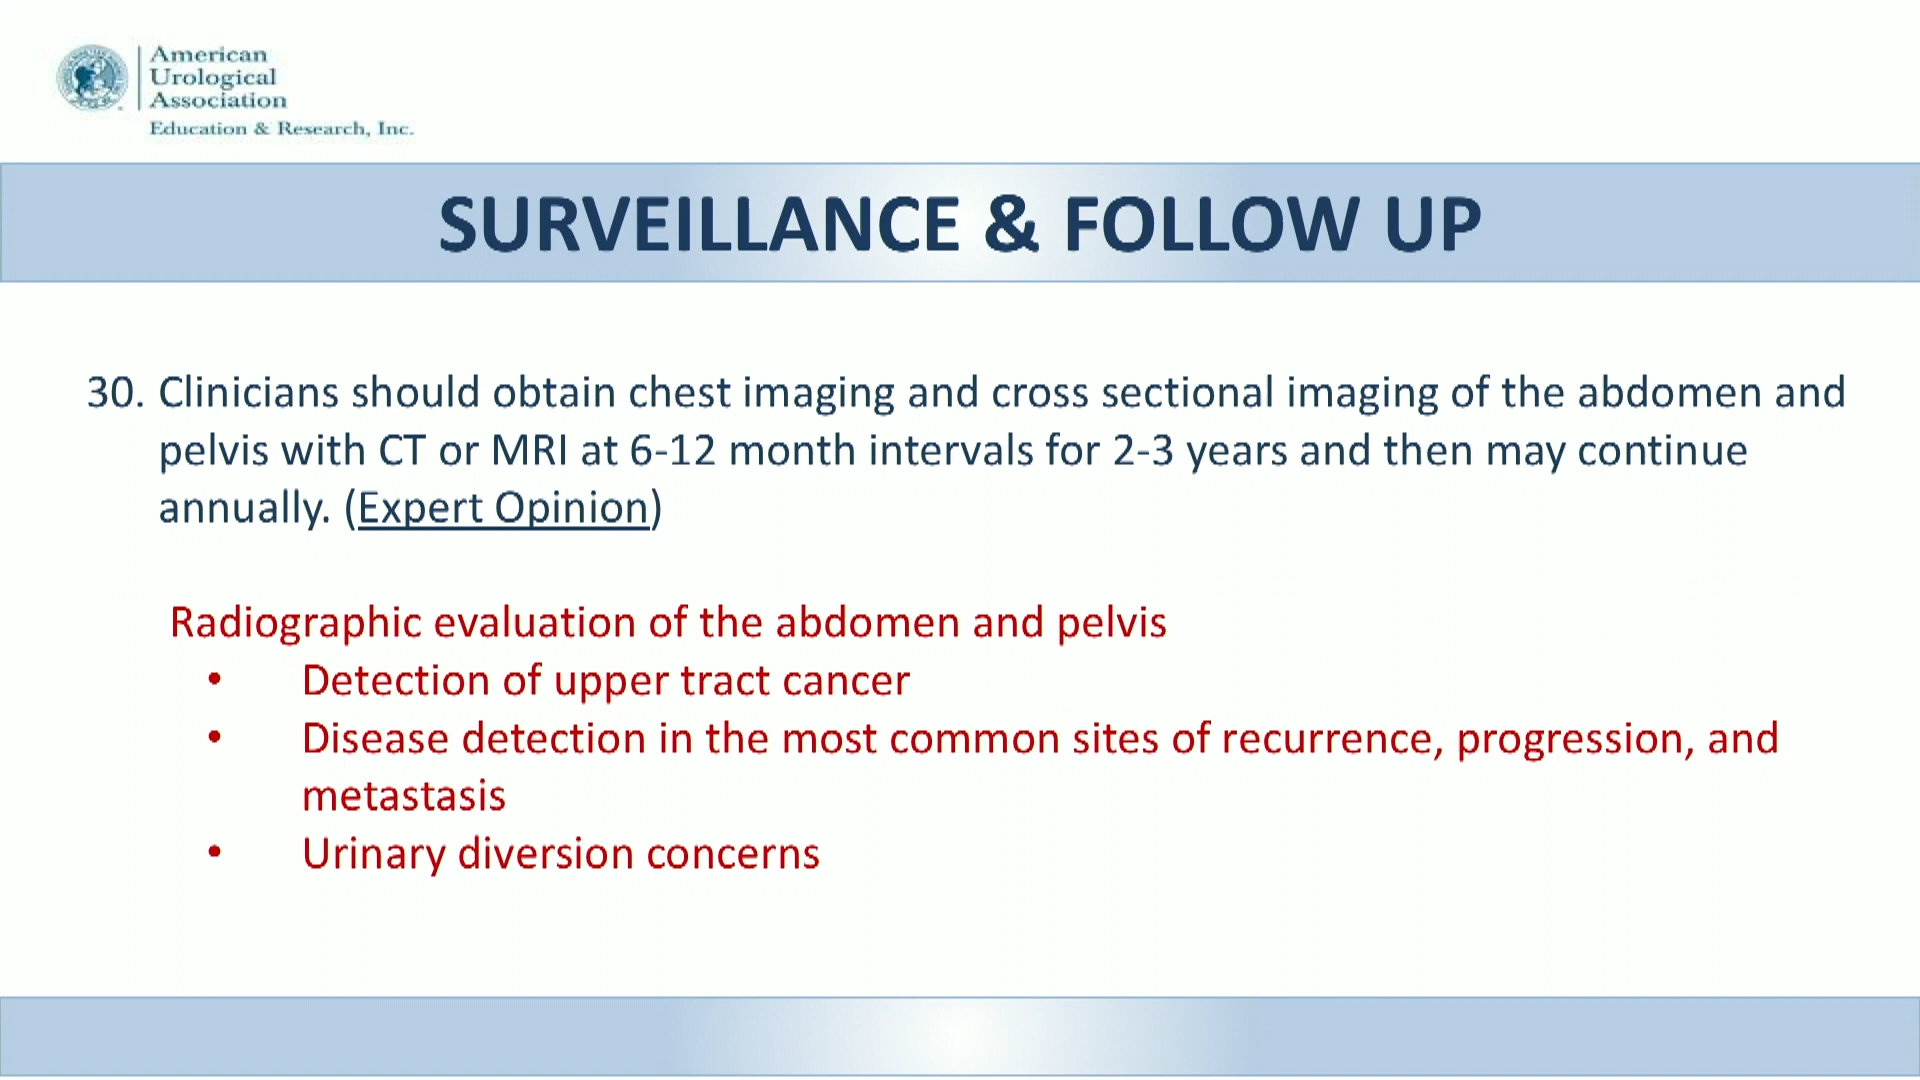 American
Urological
Association
Education & Research, Inc.
SURVEILLANCE & FOLLOW UP
30. Clinicians should obtain chest imaging and cross sectional imaging of the abdomen and
pelvis with CT or MRI at 6-12 month intervals for 2-3 years and then may continue
annually. (Expert Opinion)
Radiographic evaluation of the abdomen and pelvis
• Detection of upper tract cancer
• Disease detection in the most common sites of recurrence, progression, and
metastasis
• Urinary diversion concerns